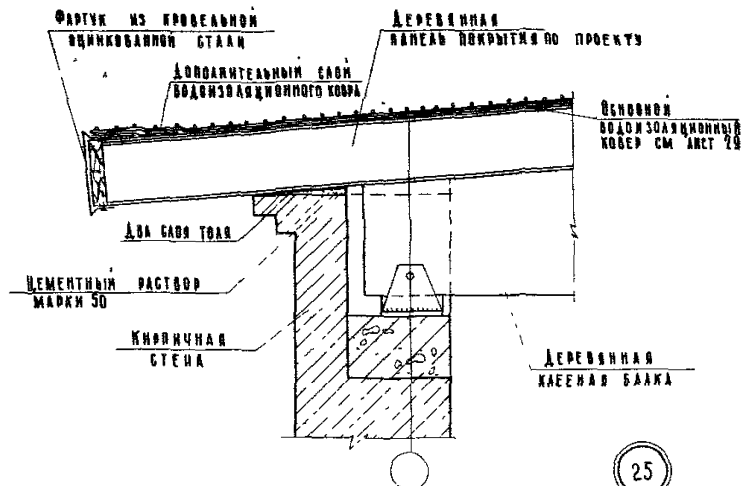 Фартук из кровельной
оцинкованной стали
Деревянная
панель покрытия по проекту
Дополнительный слой
водоизоляционного ковра
Основной
водоизоляционный
ковер см лист 29
Два слоя толя
Цементный раствор
марки 50
Кирпичная
стена
Деревянная
клееная балка
25